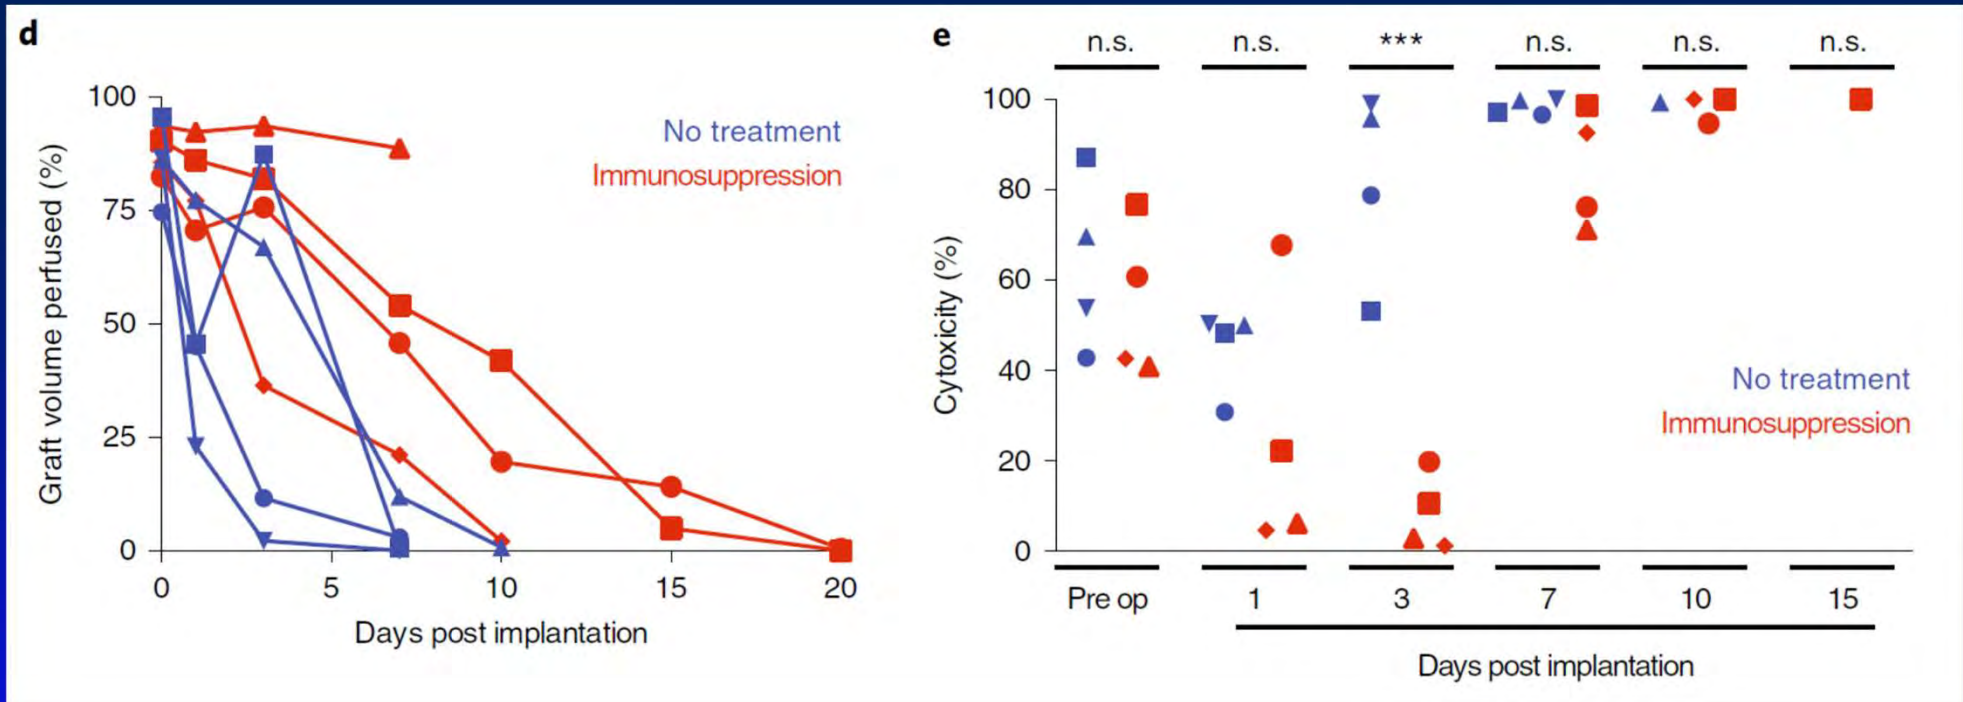 d
100
75
50
25
0
Graft volume perfused (%)
No treatment
Immunosuppression
0 5 10 15 20
Days post implantation
e
n.s. n.s. *** n.s. n.s. n.s.
100
80
60
40
20
0
Cytoxicity (%)
No treatment
Immunosuppression
Pre op 1 3 7 10 15
Days post implantation